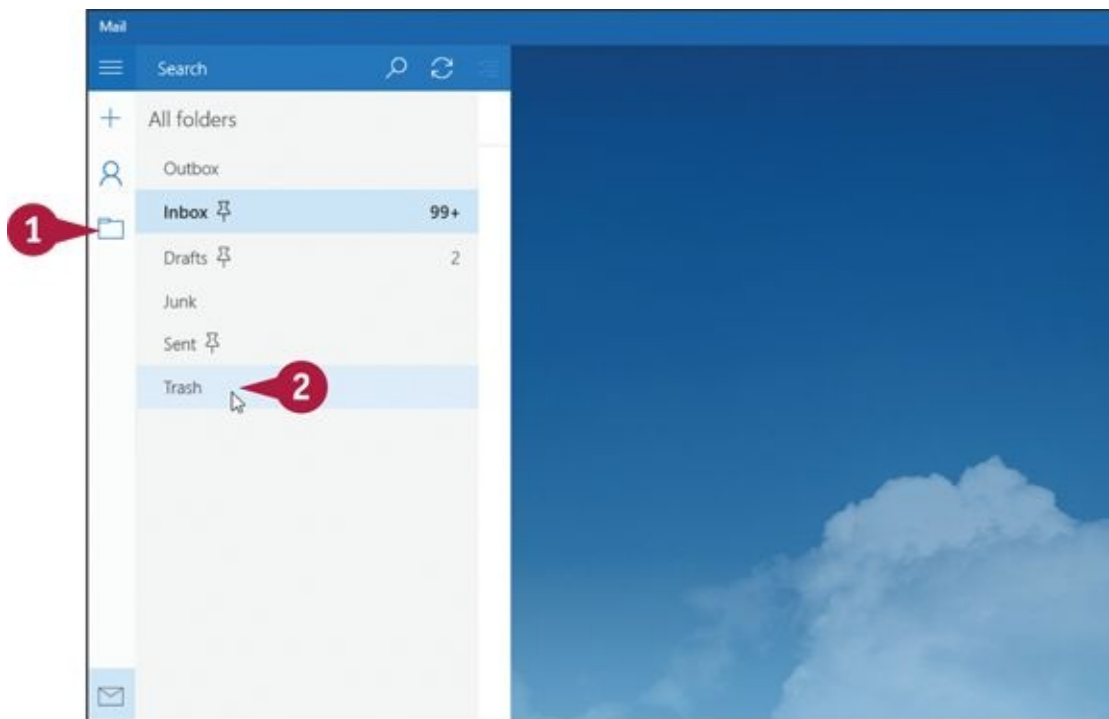 Mail
Search
All folders
Outbox
Inbox 99+
1
Drafts 2
Junk
Sent
Trash 2